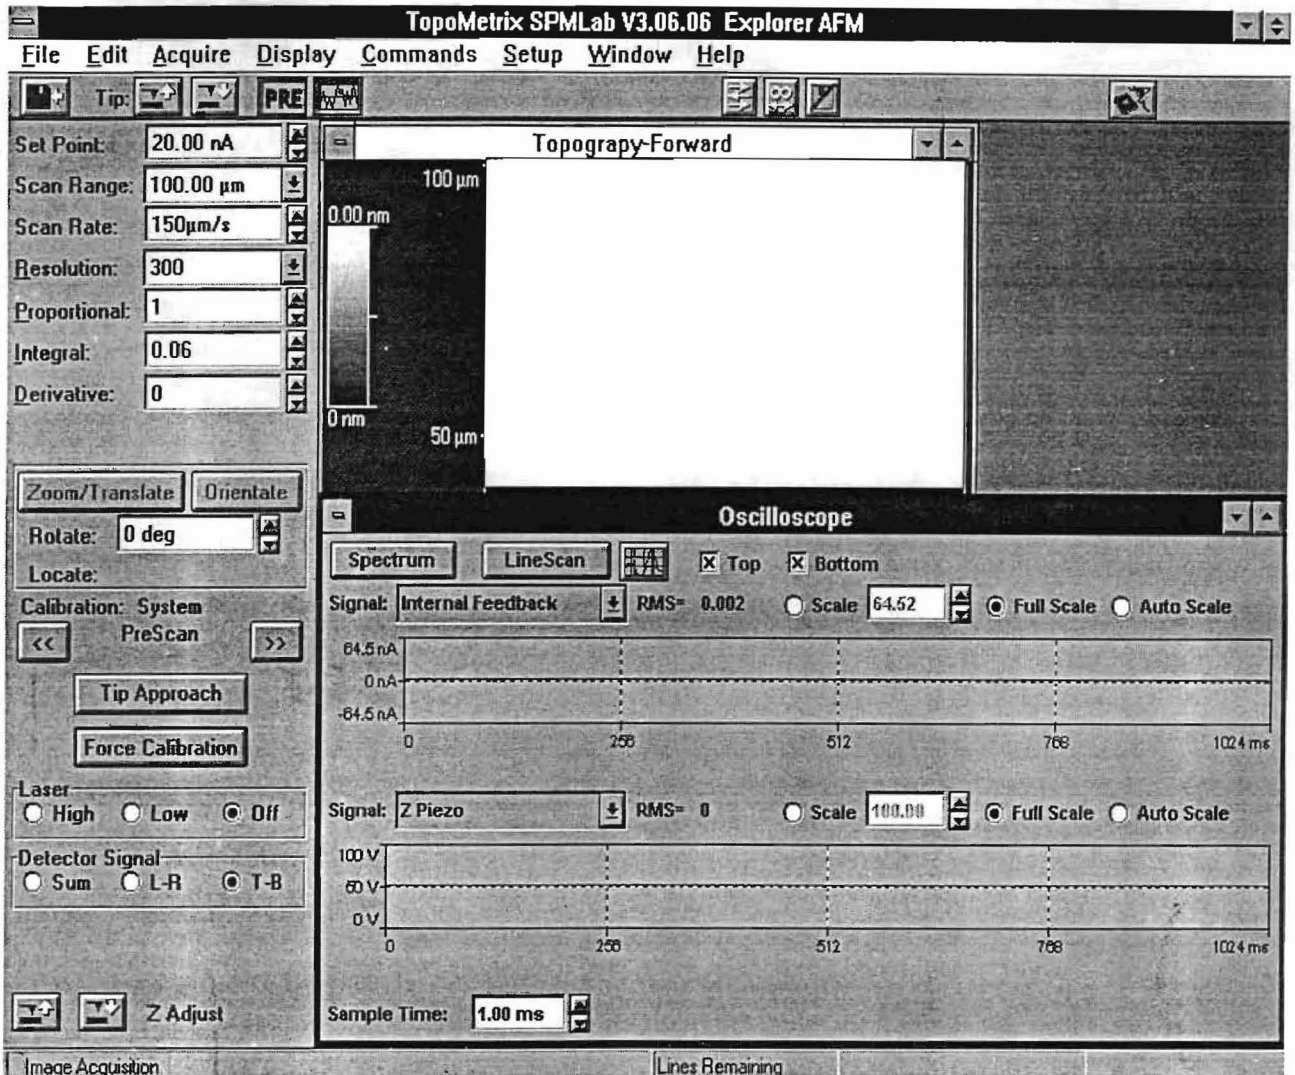 TopoMetrix SPMLab V3.06.06 Explorer AFM
File Edit Acquire Display Commands Setup Window Help
Tip: PRE
Set Point: 20.00 nA
Scan Range: 100.00 µm
Scan Rate: 150µm/s
Resolution: 300
Proportional: 1
Integral: 0.06
Derivative: 0
Zoom/Translate Orientate
Rotate: 0 deg
Locate:
Calibration: System
<< PreScan >>
Tip Approach
Force Calibration
Laser
High Low Off
Detector Signal
Sum L-R T-B
Z Adjust
Topograpy-Forward
100 µm
0.00 nm
0 nm
50 µm
Oscilloscope
Spectrum LineScan X Top X Bottom
Signal: Internal Feedback RMS= 0.002 Scale 64.52 Full Scale Auto Scale
64.5 nA
0 nA
-64.5 nA
0 256 512 768 1024 ms
Signal: Z Piezo RMS= 0 Scale 100.00 Full Scale Auto Scale
100 V
0 V
0 256 512 768 1024 ms
Sample Time: 1.00 ms
Image Acquisition Lines Remaining